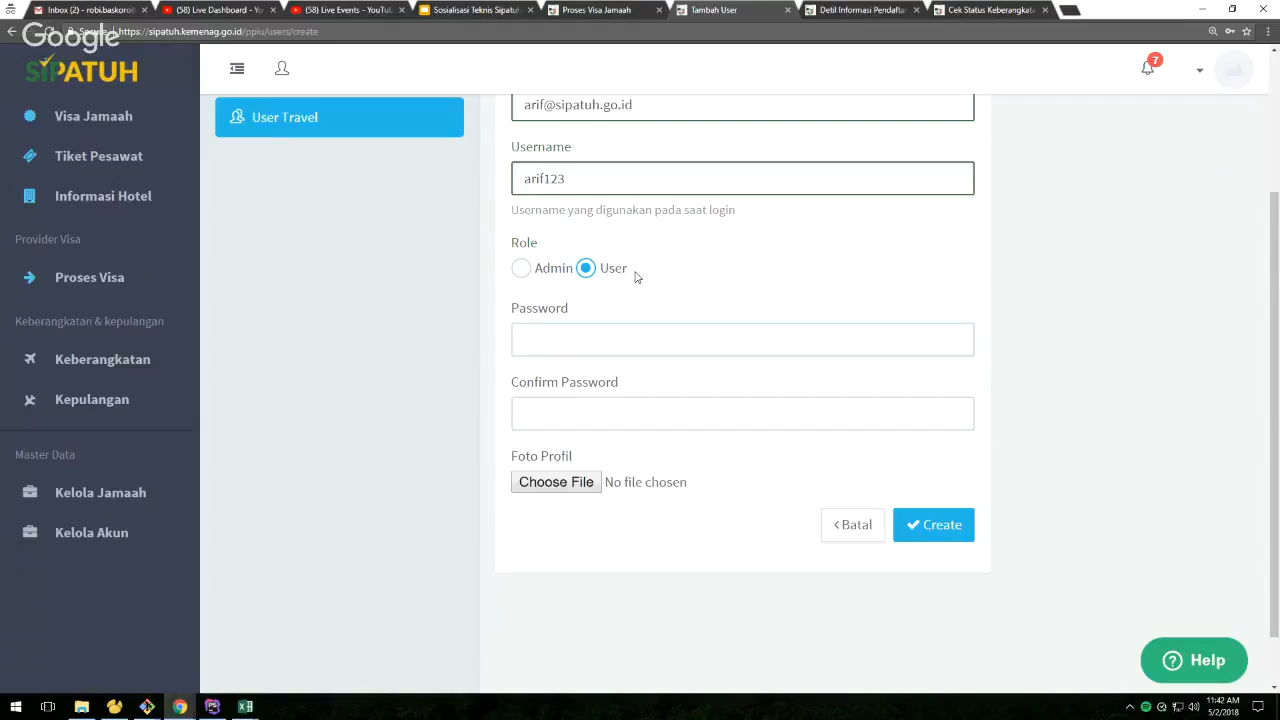 Inbox (2) - robi.baskoro
(58) Live Dashboard - Yo
(58) Live Events - YouTu
Sosialisasi Teknis Sipatuh
Proses Visa Jamaah
Tambah User
Detil Informasi Pendaftar
Cek Status Keberangkata
Google
Secure | https://sipatuh.kemenag.go.id/ppiu/users/create
SIPATUH
7
Visa Jamaah
Tiket Pesawat
Informasi Hotel
Provider Visa
Proses Visa
Keberangkatan & kepulangan
Keberangkatan
Kepulangan
Master Data
Kelola Jamaah
Kelola Akun
User Travel
arif@sipatuh.go.id
Username
arif123
Username yang digunakan pada saat login
Role
Admin User
Password
Confirm Password
Foto Profil
Choose File No file chosen
Batal Create
Help
11:42 AM
5/2/2018